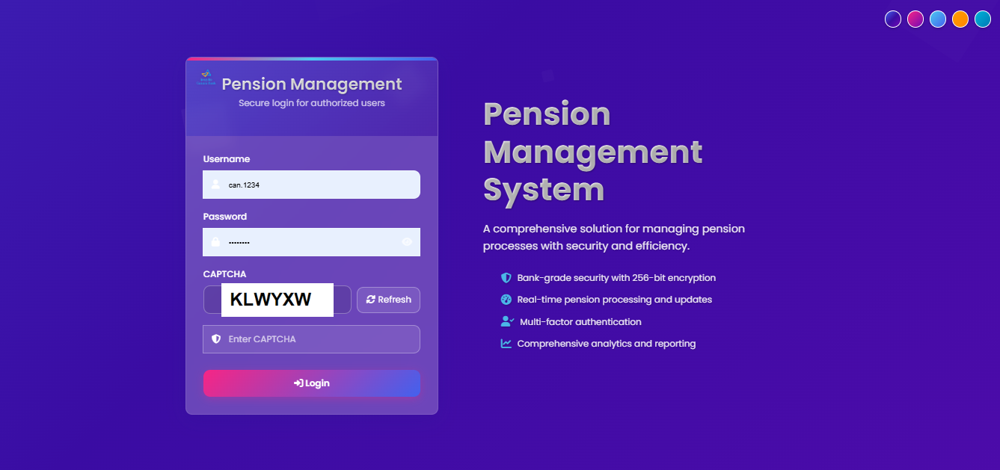 Pension Management
Secure login for authorized users
Username
can.1234
Password
••••••••
CAPTCHA
KLWYXW
Refresh
Enter CAPTCHA
Login
Pension
Management
System
A comprehensive solution for managing pension
processes with security and efficiency.
Bank-grade security with 256-bit encryption
Real-time pension processing and updates
Multi-factor authentication
Comprehensive analytics and reporting